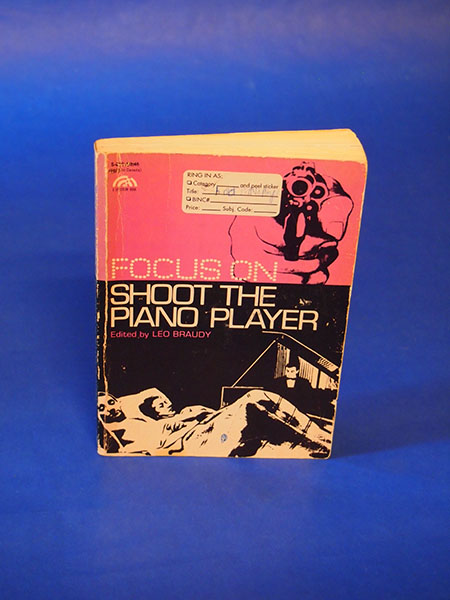 RING IN AS;
Category and peel sticker
Title:
BINC#
Price: Subj. Code:
FOCUS ON
SHOOT THE
PIANO PLAYER
Edited by LEO BRAUDY